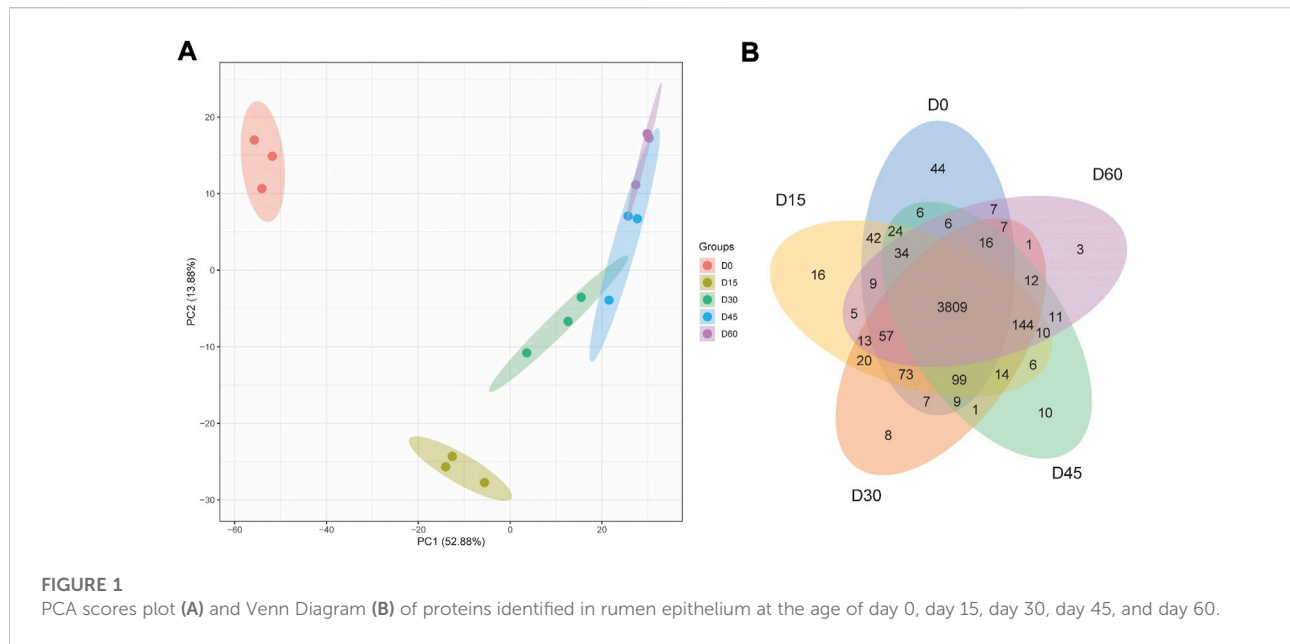 A
20
10
0
−10
−20
−30
PC2 (13.88%)
−60
−40
−20
0
20
PC1 (52.88%)
Groups
D0
D15
D30
D45
D60
B
D0
D60
D15
D45
D30
44
7
6
6
7
24
42
34
16
1
3
16
9
12
3809
5
11
144
10
57
13
20
73
99
14
6
7
9
1
10
8
FIGURE 1
PCA scores plot (A) and Venn Diagram (B) of proteins identified in rumen epithelium at the age of day 0, day 15, day 30, day 45, and day 60.